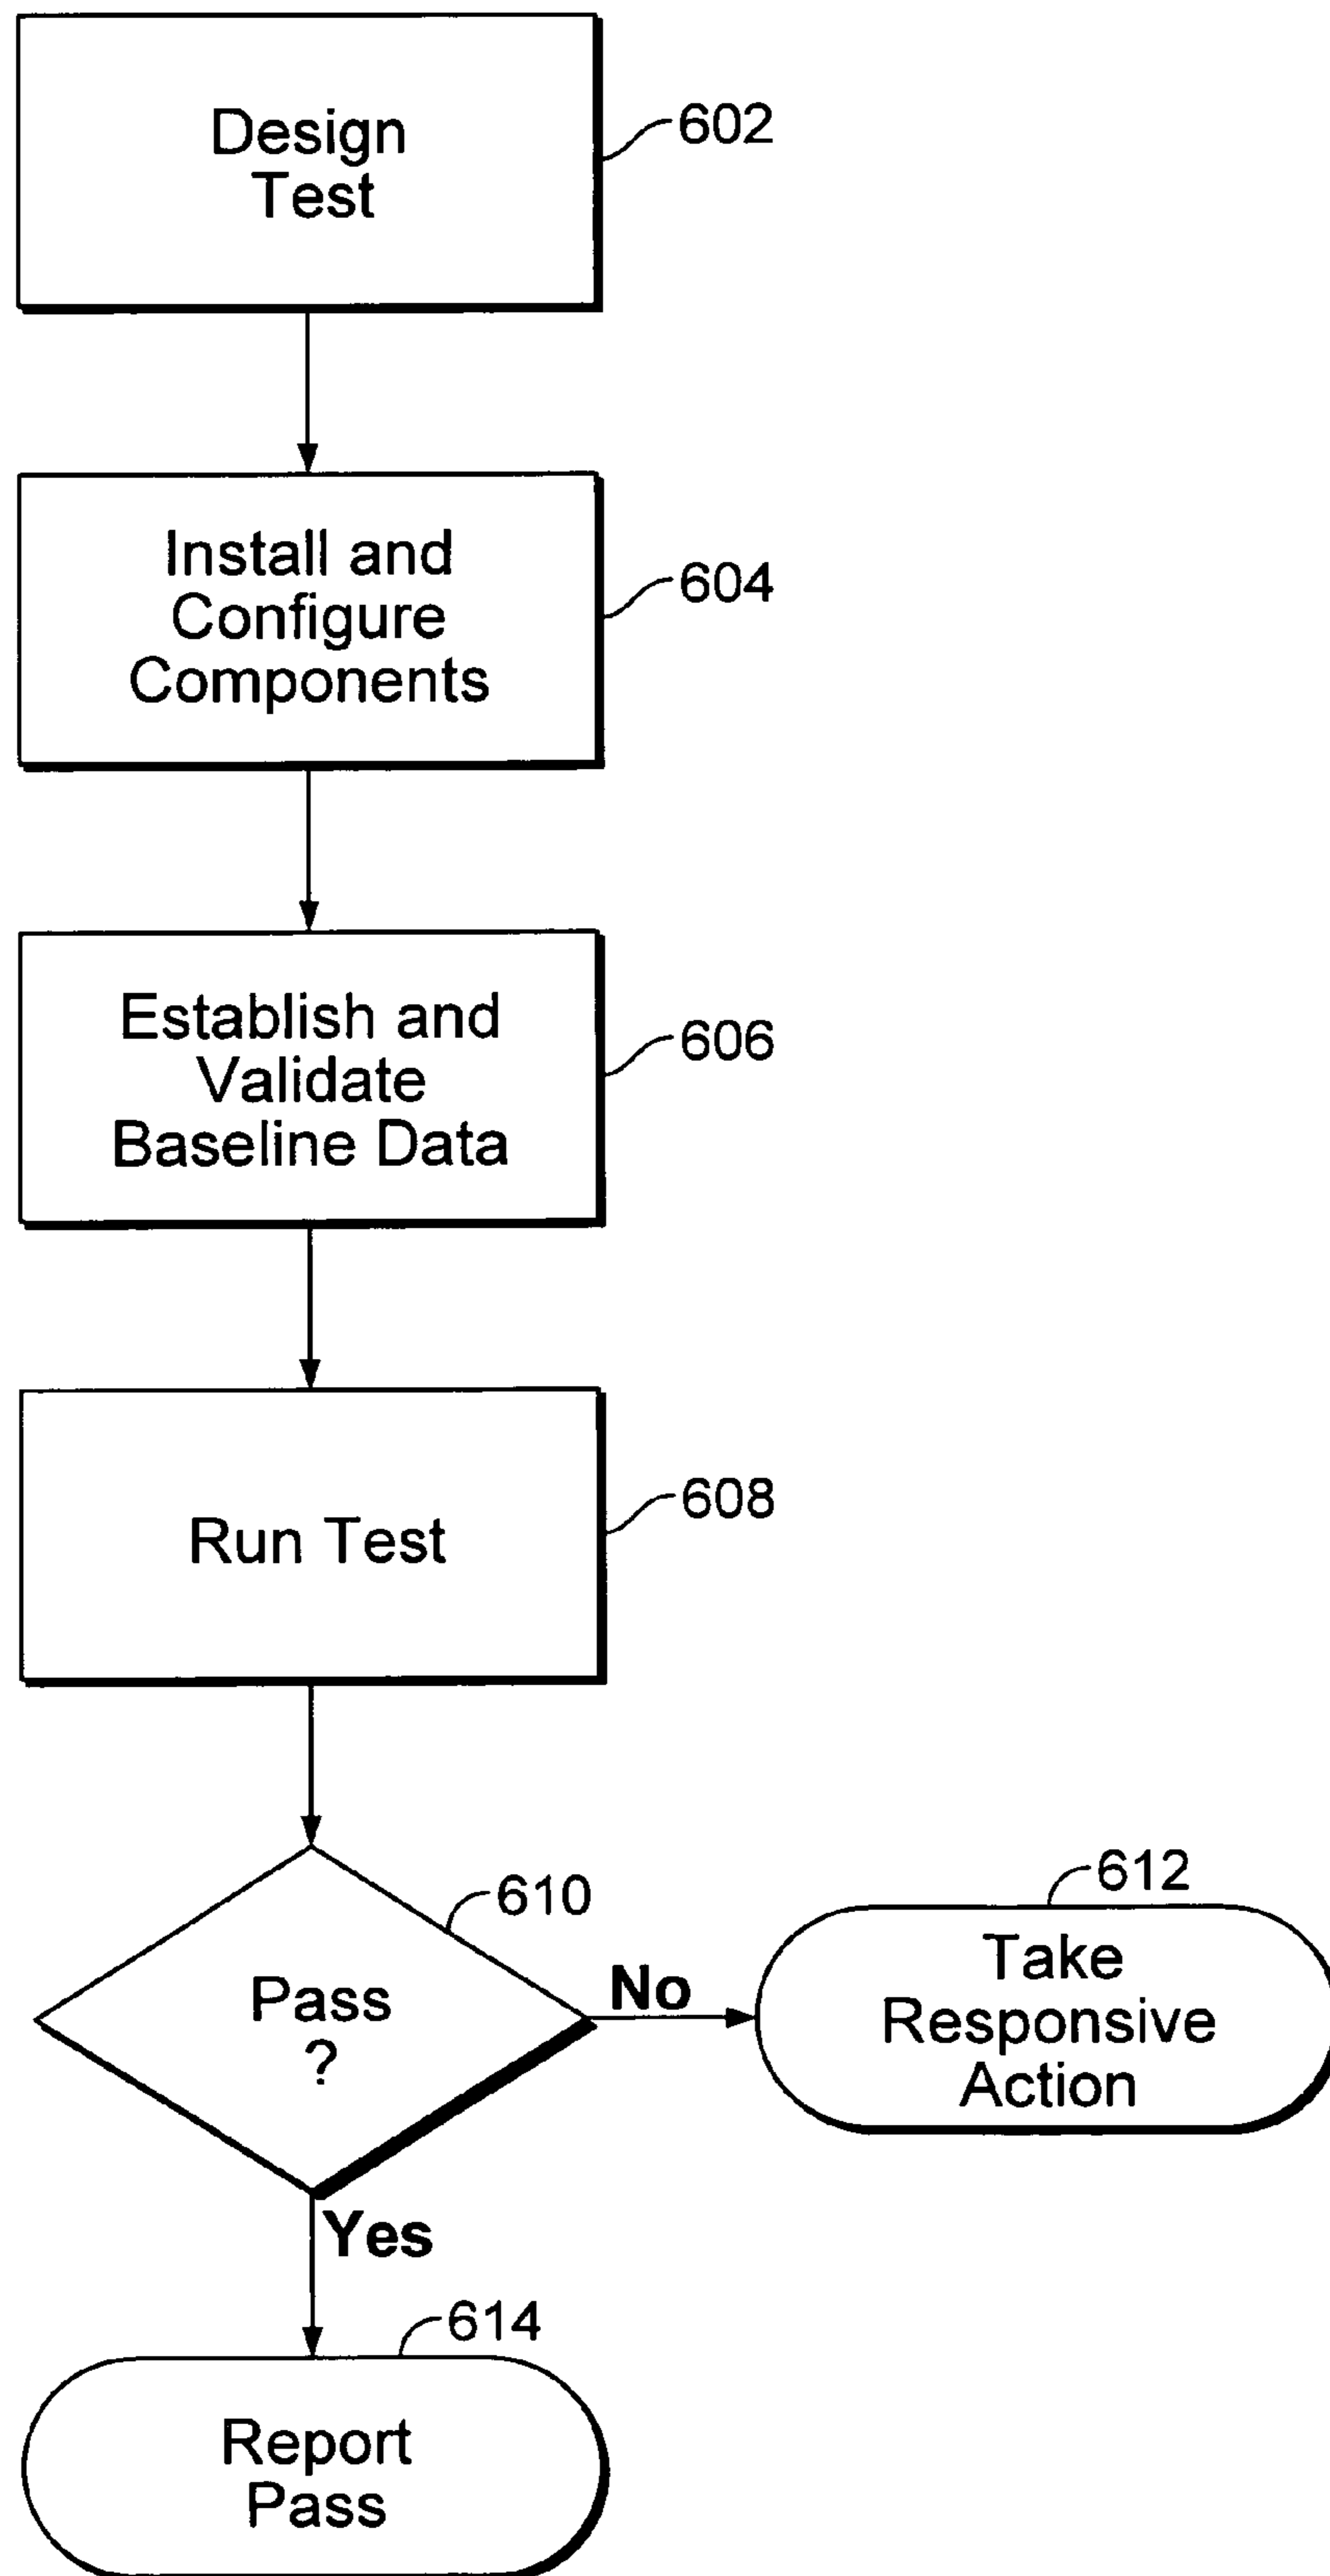 Design
Test
602
Install and
Configure
Components
604
Establish and
Validate
Baseline Data
606
Run Test
608
610
Pass
?
No
612
Take
Responsive
Action
Yes
614
Report
Pass